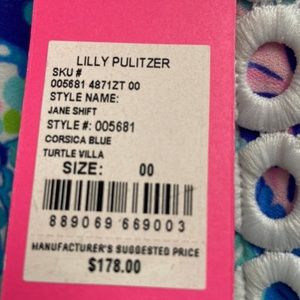 LILLY PULITZER
SKU #
005681 4871ZT 00
STYLE NAME:
JANE SHIFT
STYLE #: 005681
CORSICA BLUE
TURTLE VILLA
SIZE: 00
889069 669003
MANUFACTURER'S SUGGESTED PRICE
$178.00